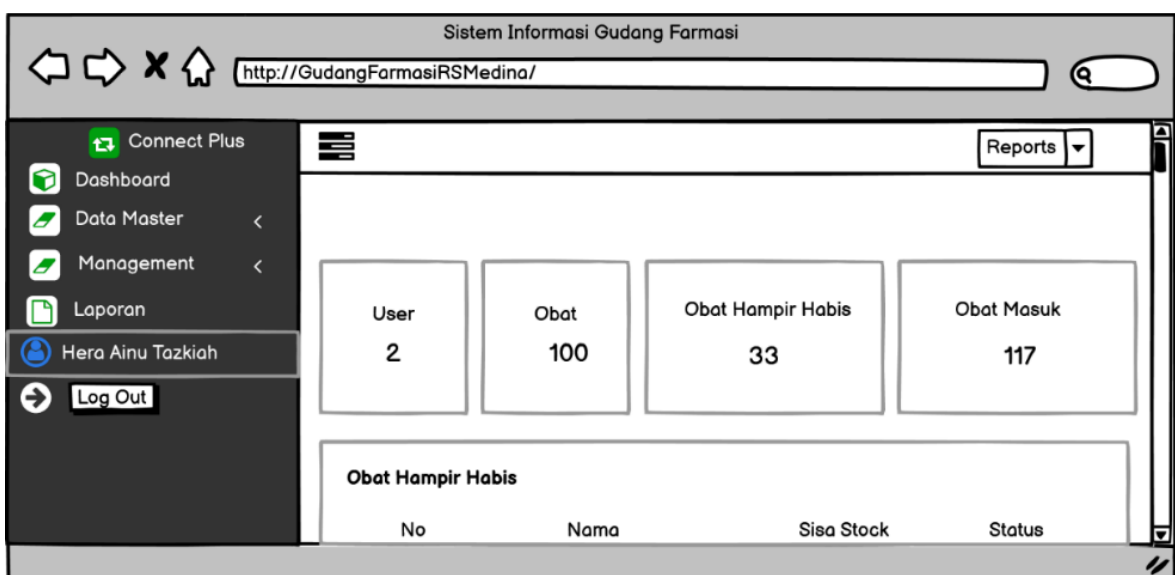 Sistem Informasi Gudang Farmasi
http://GudangFarmasiRSMedina/
Connect Plus
Dashboard
Data Master
Management
Laporan
Hera Ainu Tazkiah
Log Out
Reports
User
2
Obat
100
Obat Hampir Habis
33
Obat Masuk
117
Obat Hampir Habis
No Nama Sisa Stock Status